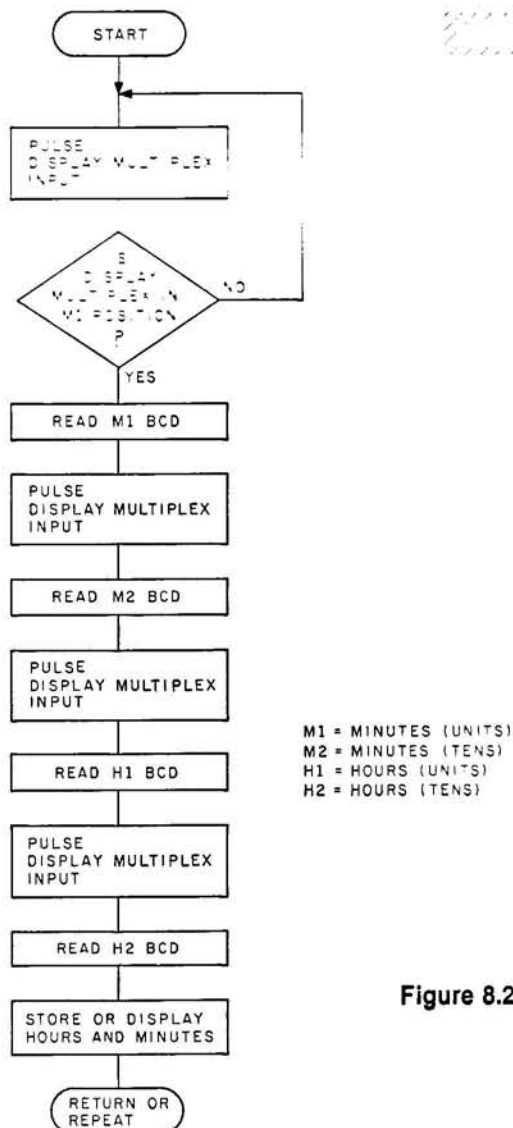 START
PULSE
DISPLAY MULTIPLEX
INPUT
IS
DISPLAY
MULTIPLEX IN
M1 POSITION
?
NO
YES
READ M1 BCD
PULSE
DISPLAY MULTIPLEX
INPUT
READ M2 BCD
PULSE
DISPLAY MULTIPLEX
INPUT
READ H1 BCD
PULSE
DISPLAY MULTIPLEX
INPUT
READ H2 BCD
STORE OR DISPLAY
HOURS AND MINUTES
RETURN OR
REPEAT
M1 = MINUTES (UNITS)
M2 = MINUTES (TENS)
H1 = HOURS (UNITS)
H2 = HOURS (TENS)
Figure 8.2